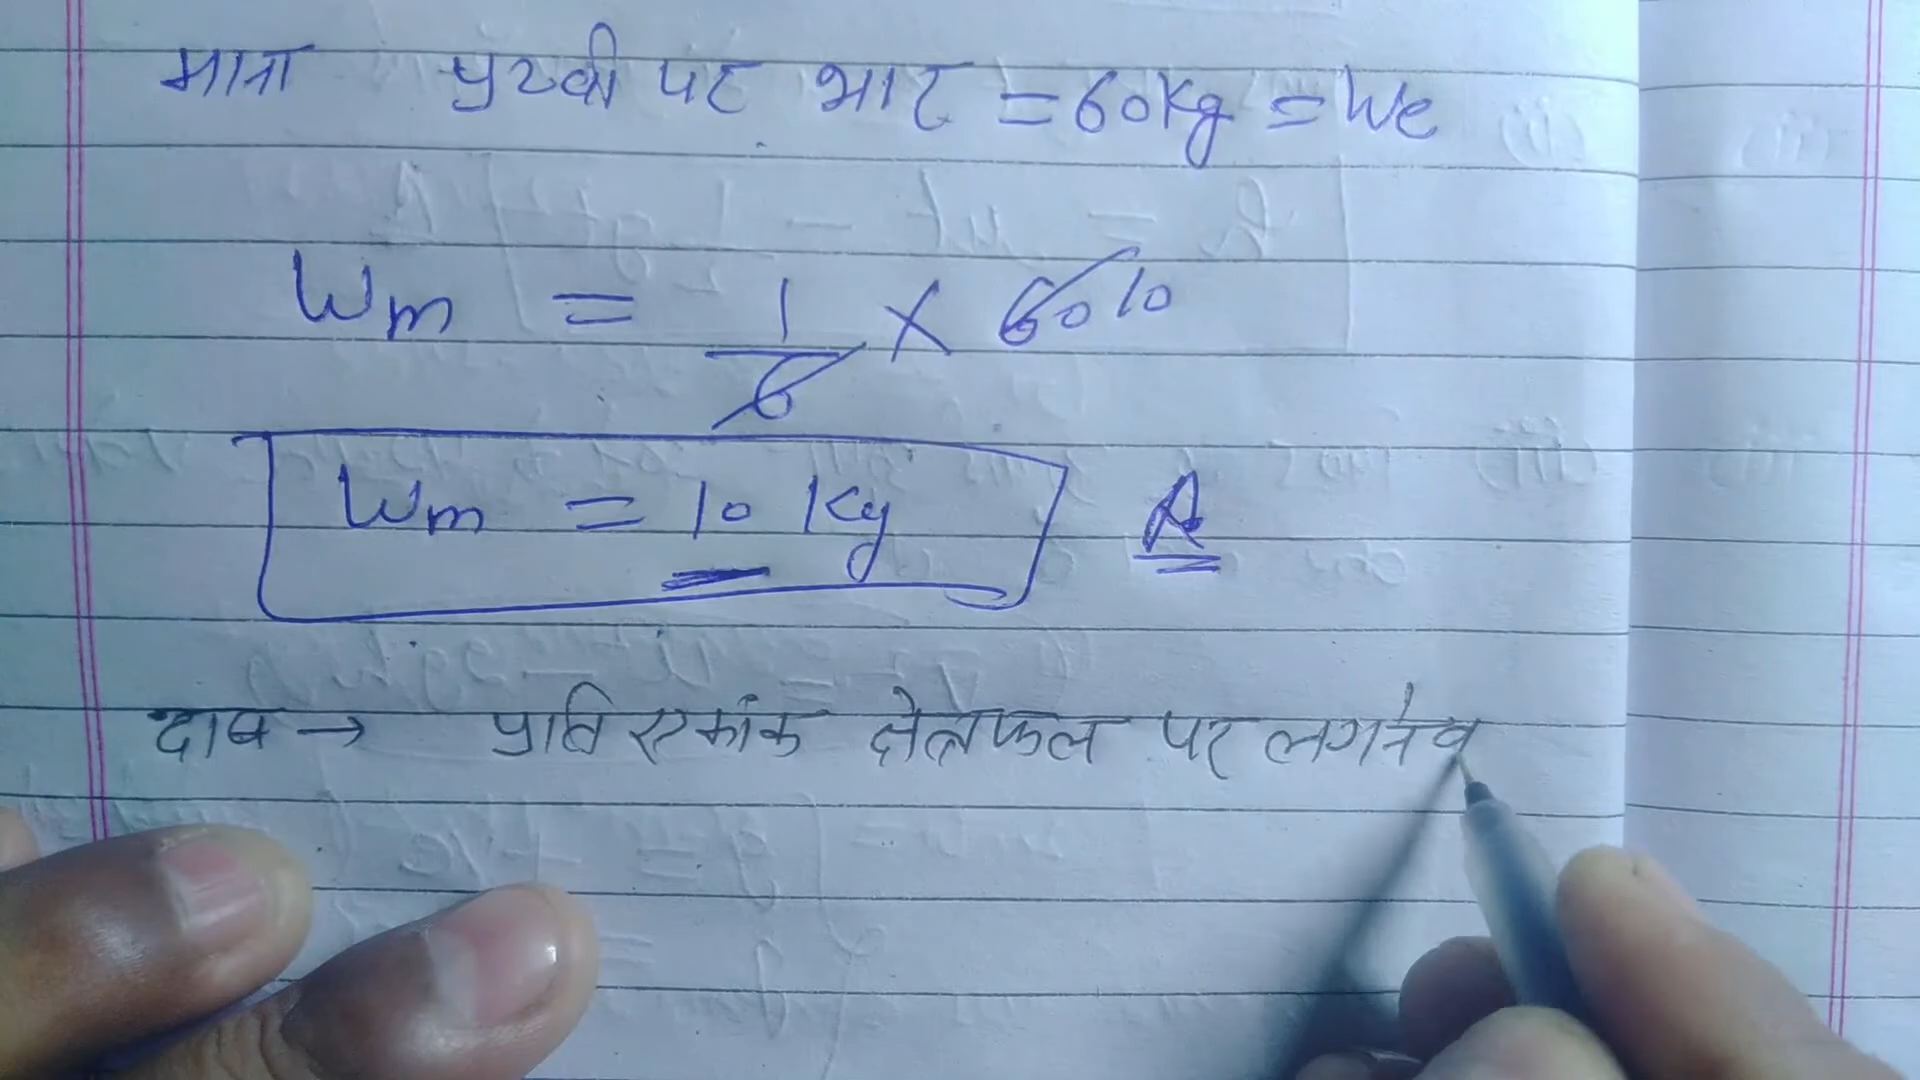 माना पृथ्वी पर भार = 60kg = We
Wm = 1/6 × 60 10
Wm = 10 kg A
दाब → प्रति एकांक क्षेत्रफल पर लगने व